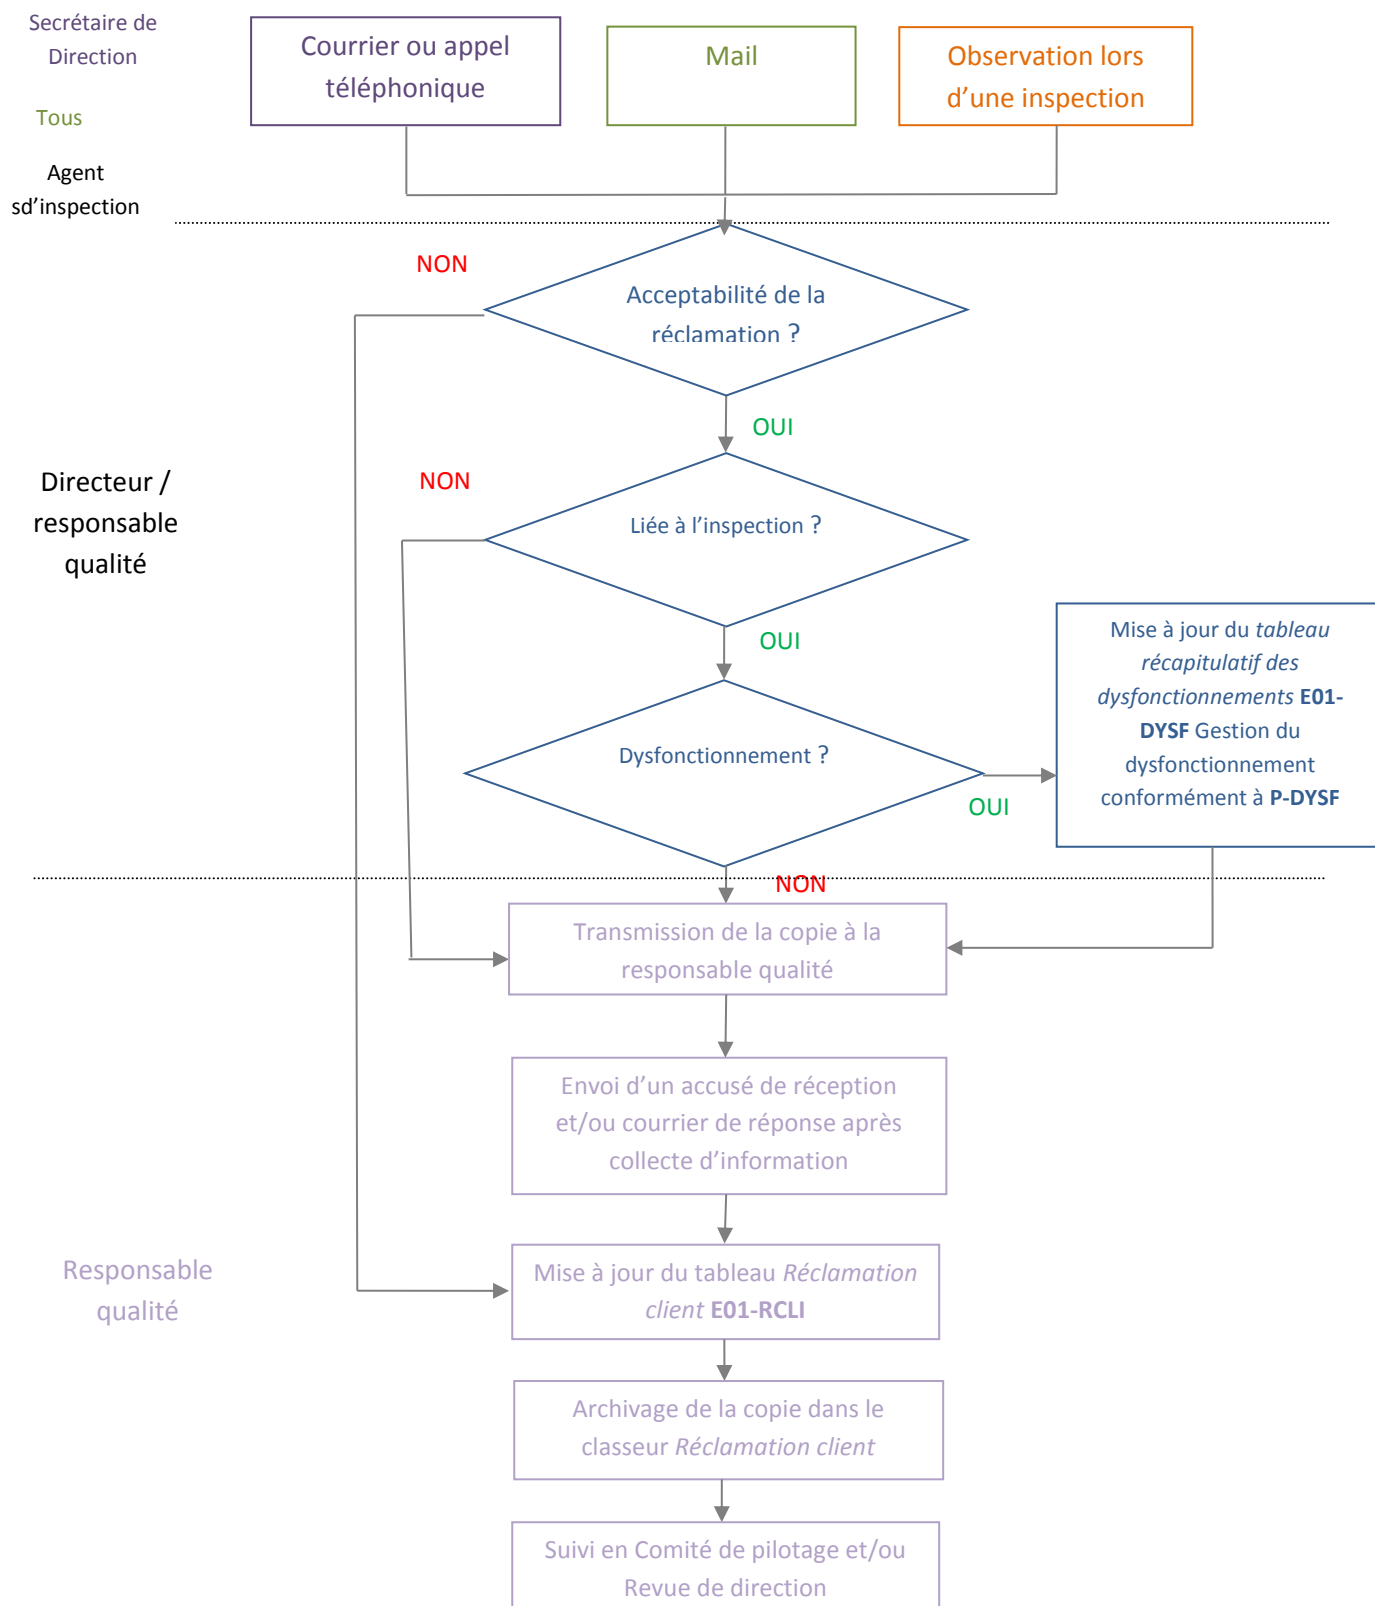 Secrétaire de
Direction
Courrier ou appel
téléphonique
Mail
Observation lors
d’une inspection
Tous
Agent
sd’inspection
NON
Acceptabilité de la
réclamation ?
OUI
Directeur /
responsable
qualité
NON
Liée à l’inspection ?
OUI
Mise à jour du tableau
récapitulatif des
dysfonctionnements E01-
DYSF Gestion du
dysfonctionnement
conformément à P-DYSF
Dysfonctionnement ?
OUI
NON
Transmission de la copie à la
responsable qualité
Envoi d’un accusé de réception
et/ou courrier de réponse après
collecte d’information
Responsable
qualité
Mise à jour du tableau Réclamation
client E01-RCLI
Archivage de la copie dans le
classeur Réclamation client
Suivi en Comité de pilotage et/ou
Revue de direction